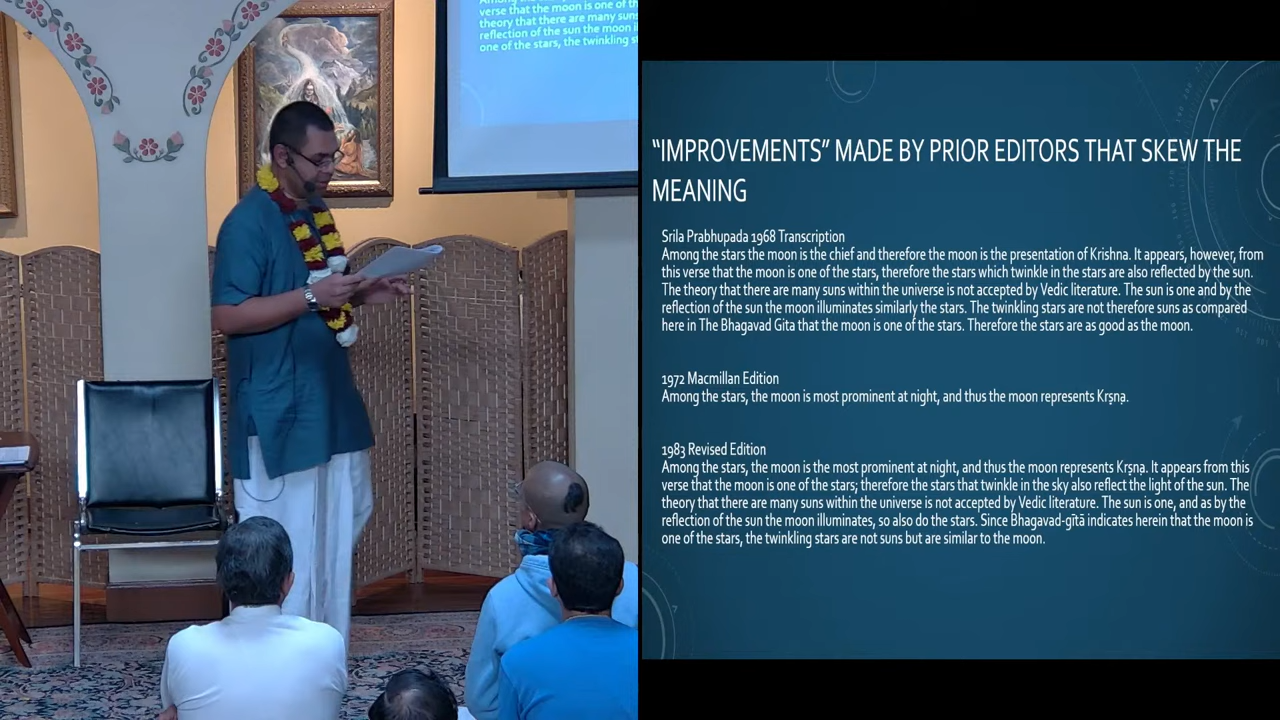 verse that the moon is one of th
theory that there are many suns
reflection of the sun the moon i
one of the stars, the twinkling st
"IMPROVEMENTS" MADE BY PRIOR EDITORS THAT SKEW THE
MEANING
Srila Prabhupada 1968 Transcription
Among the stars the moon is the chief and therefore the moon is the presentation of Krishna. It appears, however, from
this verse that the moon is one of the stars, therefore the stars which twinkle in the stars are also reflected by the sun.
The theory that there are many suns within the universe is not accepted by Vedic literature. The sun is one and by the
reflection of the sun the moon illuminates similarly the stars. The twinkling stars are not therefore suns as compared
here in The Bhagavad Gita that the moon is one of the stars. Therefore the stars are as good as the moon.
1972 Macmillan Edition
Among the stars, the moon is most prominent at night, and thus the moon represents Kṛṣṇa.
1983 Revised Edition
Among the stars, the moon is the most prominent at night, and thus the moon represents Kṛṣṇa. It appears from this
verse that the moon is one of the stars; therefore the stars that twinkle in the sky also reflect the light of the sun. The
theory that there are many suns within the universe is not accepted by Vedic literature. The sun is one, and as by the
reflection of the sun the moon illuminates, so also do the stars. Since Bhagavad-gītā indicates herein that the moon is
one of the stars, the twinkling stars are not suns but are similar to the moon.